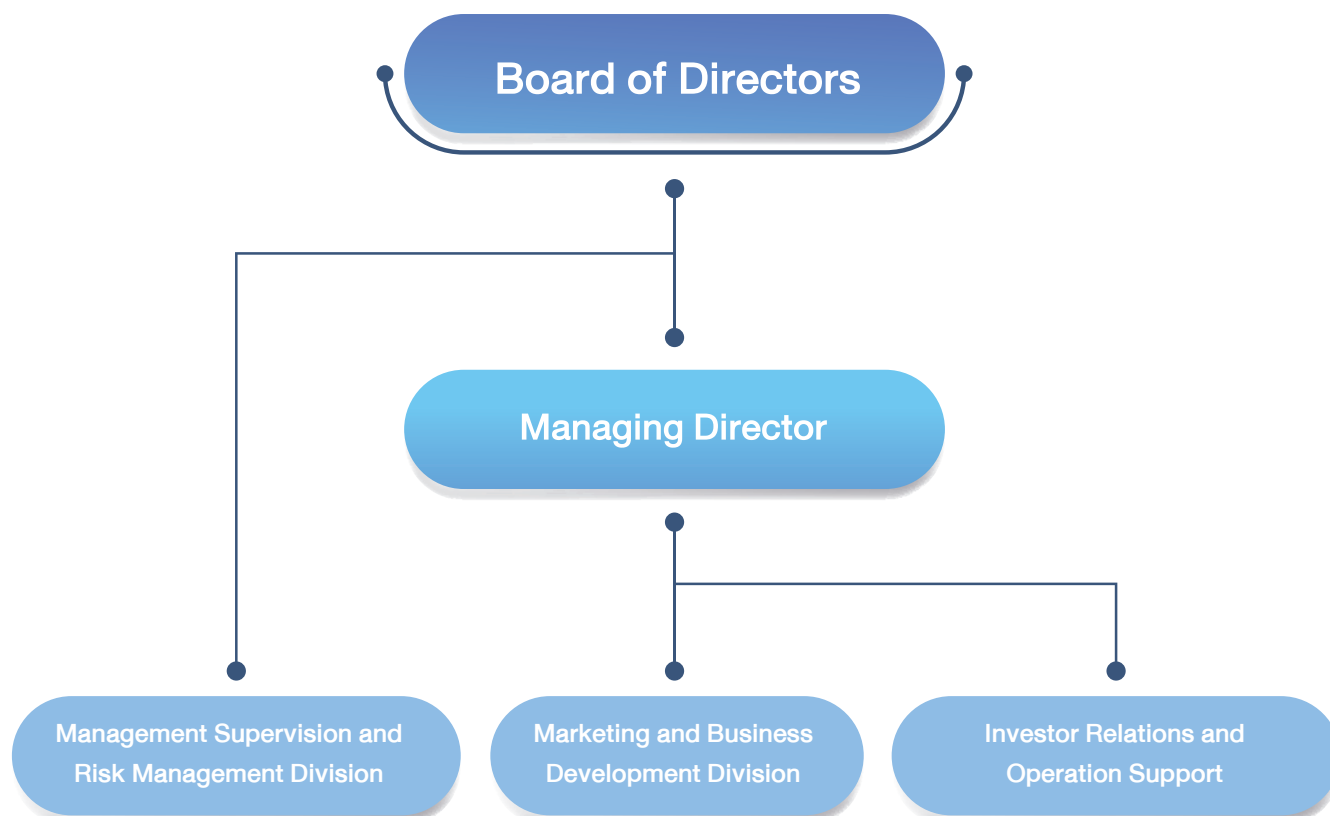 Board of Directors
Managing Director
Management Supervision and
Risk Management Division
Marketing and Business
Development Division
Investor Relations and
Operation Support